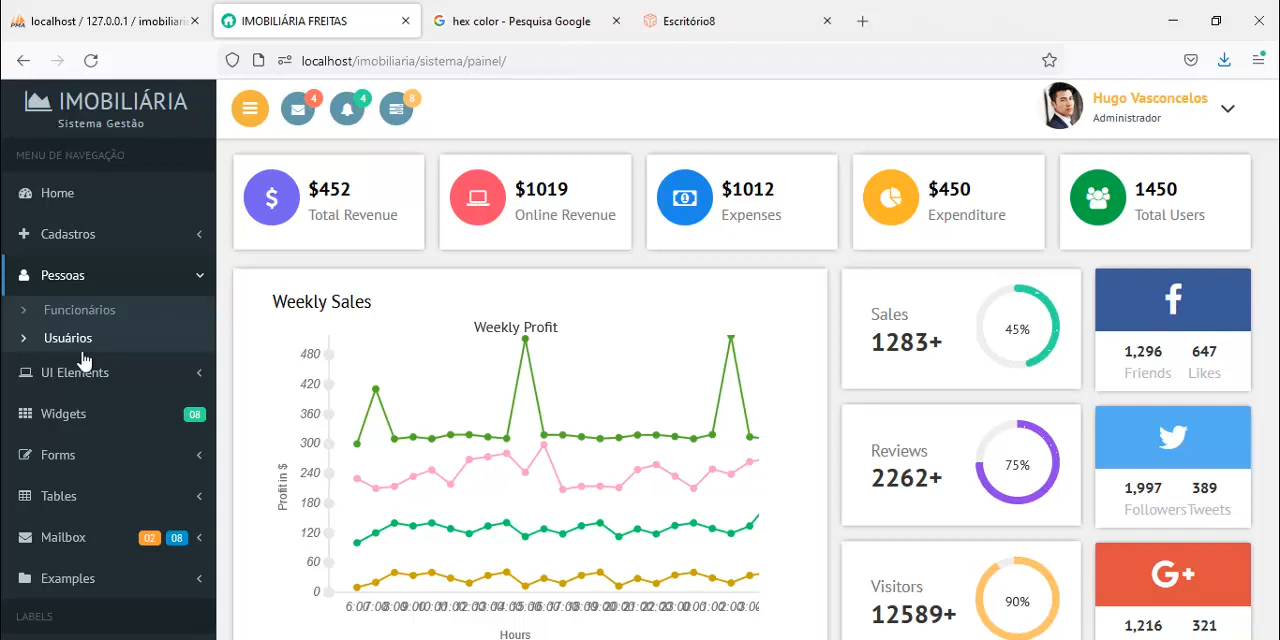 localhost / 127.0.0.1 / imobiliari
IMOBILIÁRIA FREITAS
hex color - Pesquisa Google
Escritório8
localhost/imobiliaria/sistema/painel/
IMOBILIÁRIA
Sistema Gestão
MENU DE NAVEGAÇÃO
Home
Cadastros
Pessoas
Funcionários
Usuários
UI Elements
Widgets 08
Forms
Tables
Mailbox 02 08
Examples
LABELS
4
4
8
Hugo Vasconcelos
Administrador
$452
Total Revenue
$1019
Online Revenue
$1012
Expenses
$450
Expenditure
1450
Total Users
Weekly Sales
Weekly Profit
Profit in $
480
420
360
300
240
180
120
60
0
Hours
Sales
1283+
45%
Reviews
2262+
75%
Visitors
12589+
90%
1,296 647
Friends Likes
1,997 389
Followers Tweets
G+
1,216 321